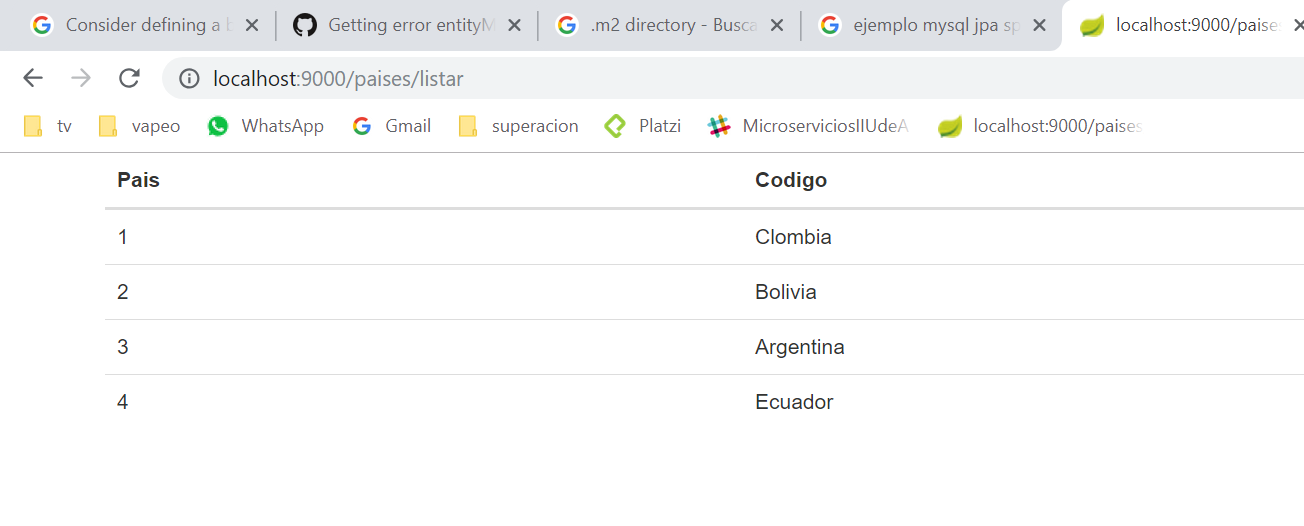 Consider defining a b Getting error entityM .m2 directory - Busca ejemplo mysql jpa sp localhost:9000/paises
localhost:9000/paises/listar
tv vapeo WhatsApp Gmail superacion Platzi MicroserviciosIIUdeA localhost:9000/paises
Pais Codigo
1 Clombia
2 Bolivia
3 Argentina
4 Ecuador